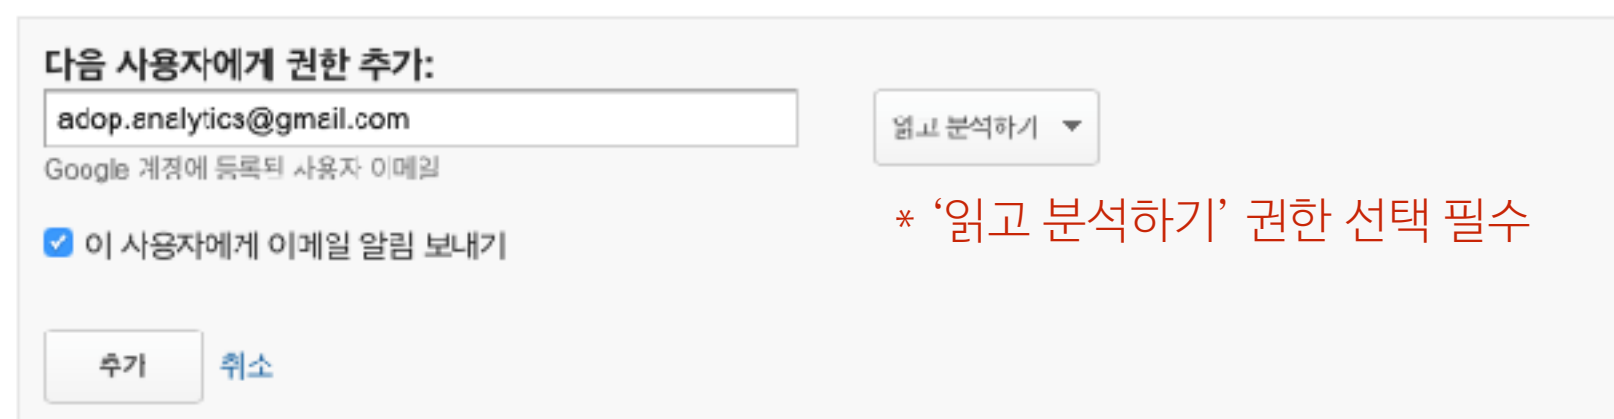 다음 사용자에게 권한 추가:
adop.analytics@gmail.com
읽고 분석하기
Google 계정에 등록된 사용자 이메일
* ‘읽고 분석하기’ 권한 선택 필수
이 사용자에게 이메일 알림 보내기
추가 취소